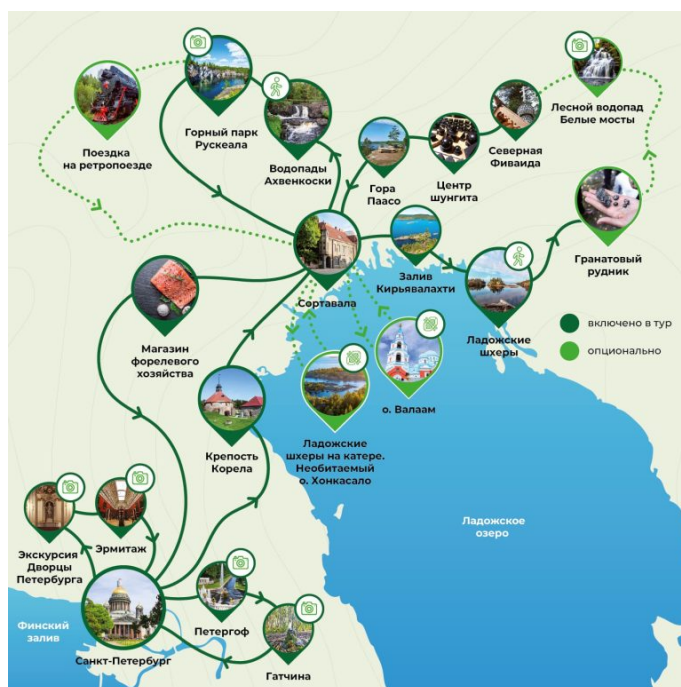 Поездка
на ретропоезде
Горный парк
Рускеала
Водопады
Ахвенкоски
Гора
Паасо
Центр
шунгита
Северная
Фиваида
Лесной водопад
Белые мосты
Гранатовый
рудник
Сортавала
Залив
Кирьявалахти
Ладожские
шхеры
включено в тур
опционально
Магазин
форелевого
хозяйства
Крепость
Корела
Ладожские
шхеры на катере.
Необитаемый
о. Хонкасало
о. Валаам
Ладожское
озеро
Экскурсия
Дворцы
Петербурга
Эрмитаж
Финский
залив
Санкт-Петербург
Петергоф
Гатчина